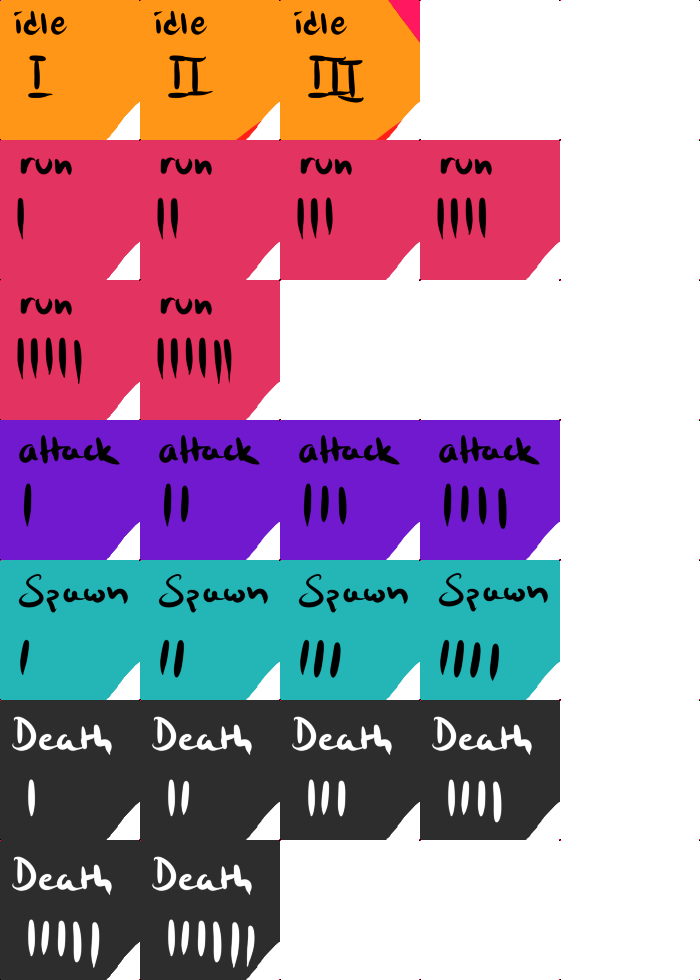 idle idle idle
I II III
run run run run
I II III IIII
run run
IIIII IIIIII
attack attack attack attack
I II III IIII
Spawn Spawn Spawn Spawn
I II III IIII
Death Death Death Death
I II III IIII
Death Death
IIIII IIIIII